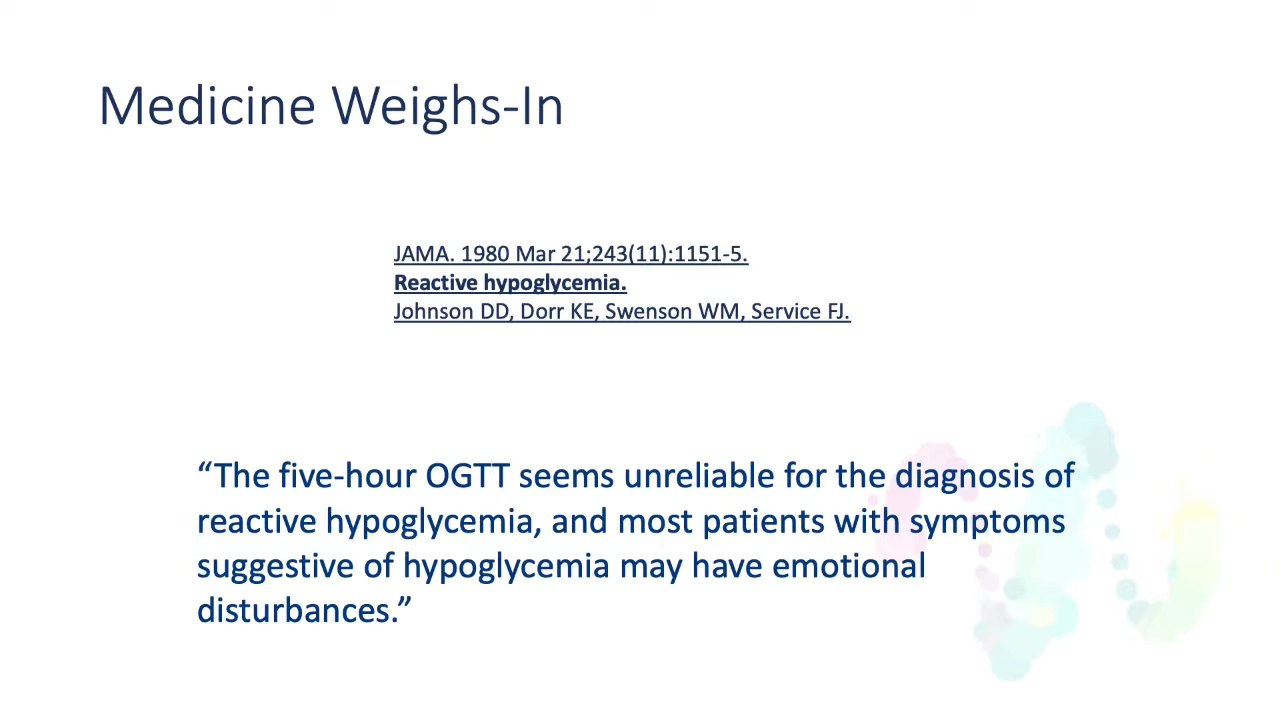 Medicine Weighs-In
JAMA. 1980 Mar 21;243(11):1151-5.
Reactive hypoglycemia.
Johnson DD, Dorr KE, Swenson WM, Service FJ.
“The five-hour OGTT seems unreliable for the diagnosis of
reactive hypoglycemia, and most patients with symptoms
suggestive of hypoglycemia may have emotional
disturbances.”